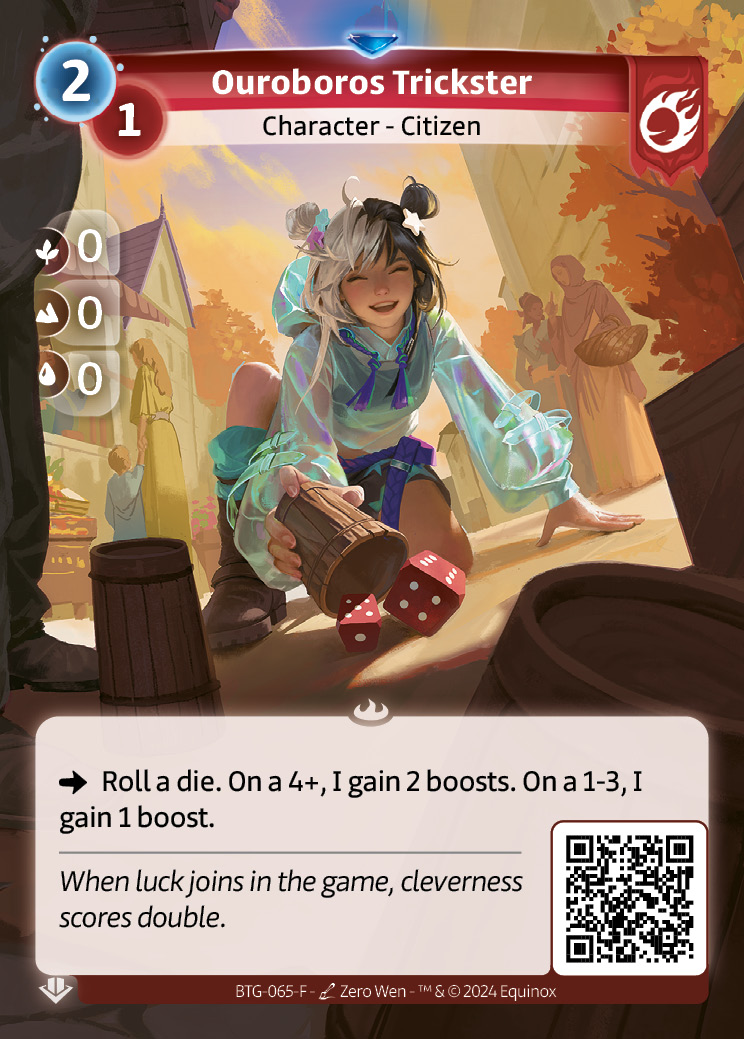 2
Ouroboros Trickster
1
Character - Citizen
0
0
0
Roll a die. On a 4+, I gain 2 boosts. On a 1-3, I
gain 1 boost.
When luck joins in the game, cleverness
scores double.
BTG-065-F - Zero Wen - ™ & © 2024 Equinox